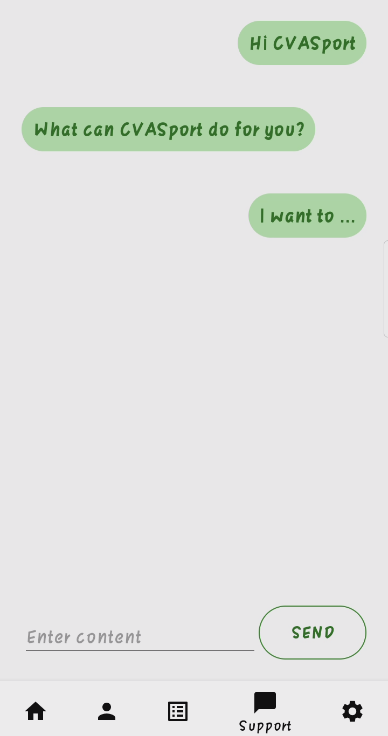 Hi CVASport
What can CVASport do for you?
I want to ...
Enter content
SEND
Support